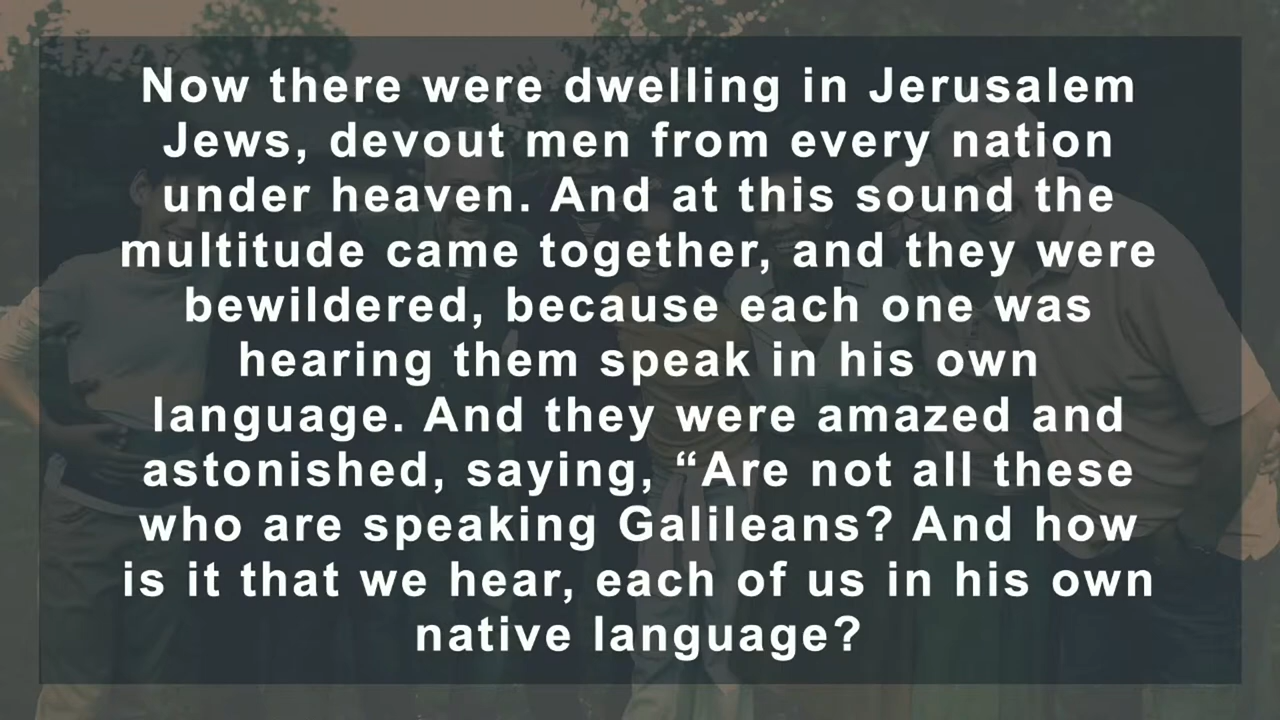 Now there were dwelling in Jerusalem
Jews, devout men from every nation
under heaven. And at this sound the
multitude came together, and they were
bewildered, because each one was
hearing them speak in his own
language. And they were amazed and
astonished, saying, “Are not all these
who are speaking Galileans? And how
is it that we hear, each of us in his own
native language?